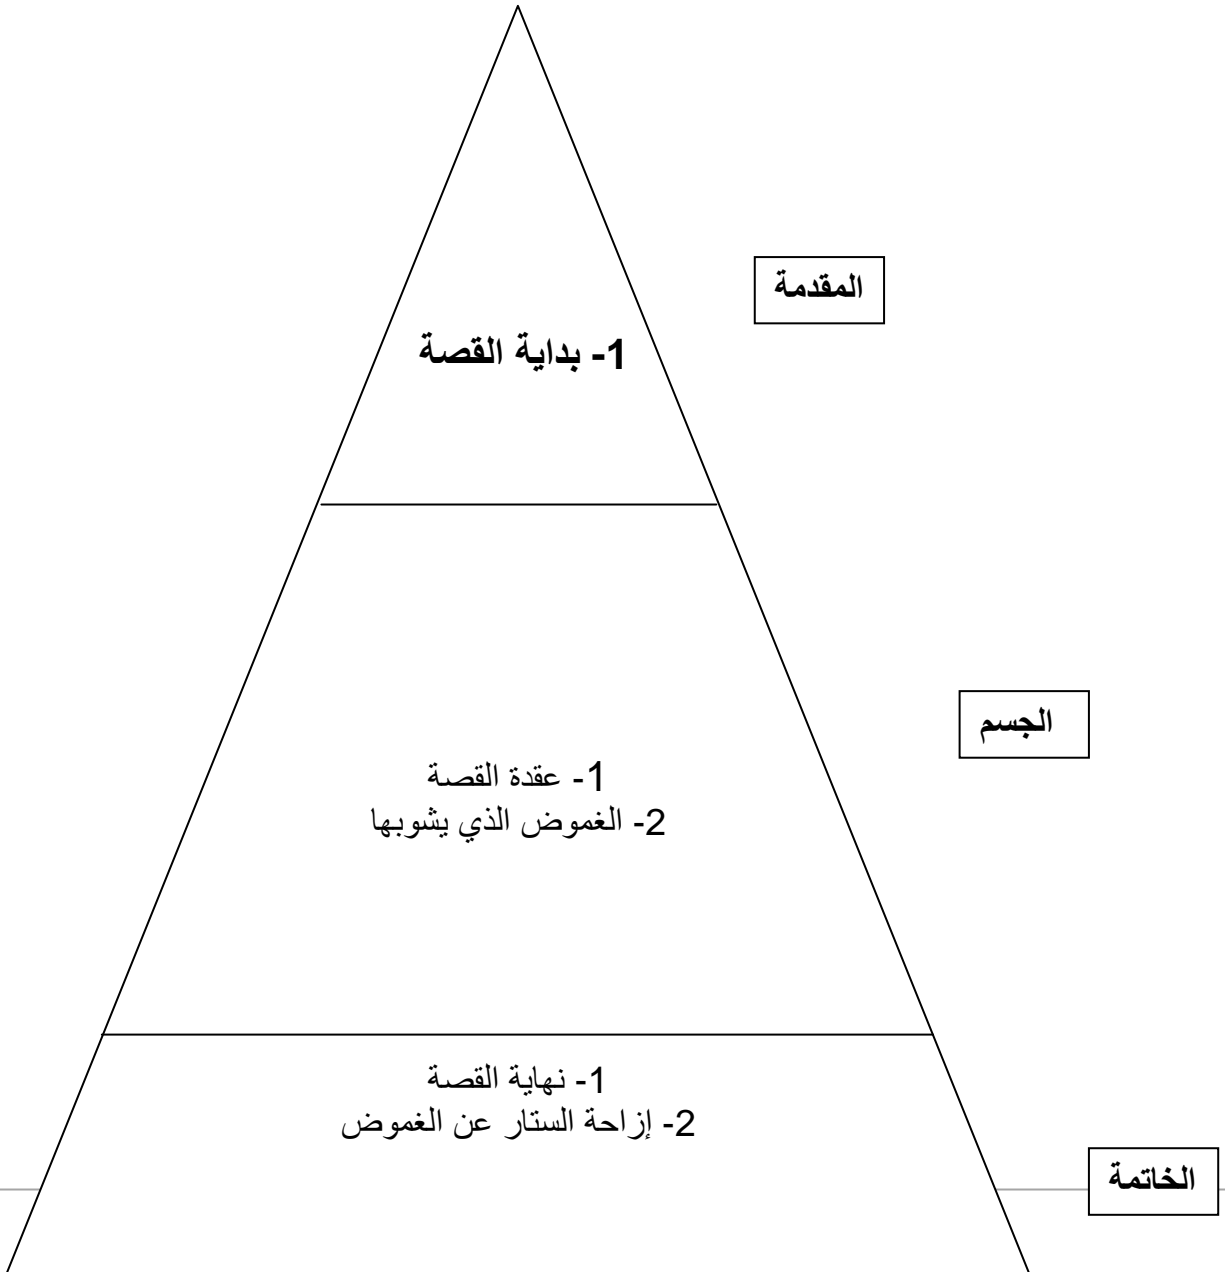 المقدمة
1- بداية القصة
الجسم
1- عقدة القصة
2- الغموض الذي يشوبها
1- نهاية القصة
2- إزاحة الستار عن الغموض
الخاتمة